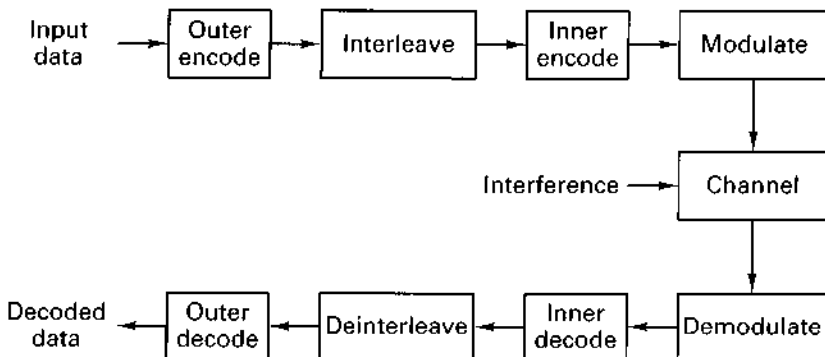 Input
data
Outer
encode
Interleave
Inner
encode
Modulate
Interference
Channel
Decoded
data
Outer
decode
Deinterleave
Inner
decode
Demodulate